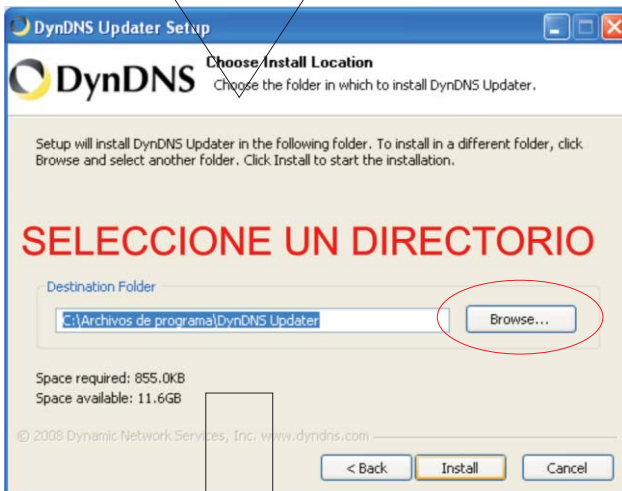 DynDNS Updater Setup
DynDNS
Choose Install Location
Choose the folder in which to install DynDNS Updater.
Setup will install DynDNS Updater in the following folder. To install in a different folder, click
Browse and select another folder. Click Install to start the installation.
SELECCIONE UN DIRECTORIO
Destination Folder
C:\Archivos de programa\DynDNS Updater
Browse...
Space required: 855.0KB
Space available: 11.6GB
© 2008 Dynamic Network Services, Inc. www.dyndns.com
< Back Install Cancel